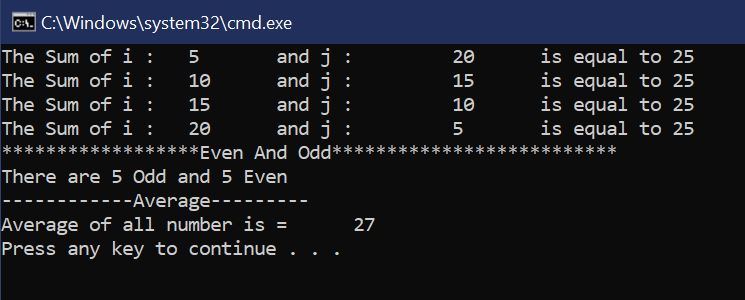 C:\Windows\system32\cmd.exe
The Sum of i :   5       and j :         20      is equal to 25
The Sum of i :   10      and j :         15      is equal to 25
The Sum of i :   15      and j :         10      is equal to 25
The Sum of i :   20      and j :         5       is equal to 25
******************Even And Odd**************************
There are 5 Odd and 5 Even
------------Average---------
Average of all number is =      27
Press any key to continue . . .